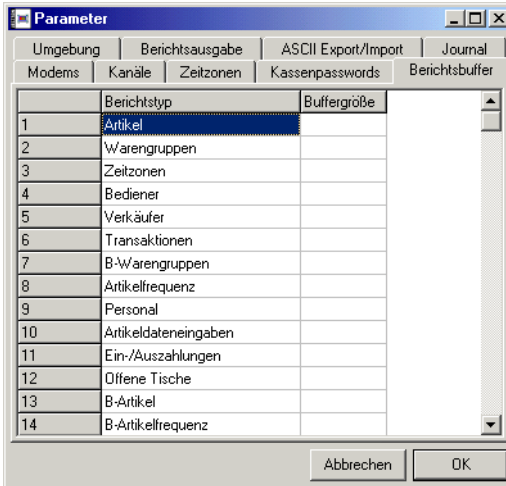 Parameter
Umgebung Berichtsausgabe ASCII Export/Import Journal
Modems Kanäle Zeitzonen Kassenpasswords Berichtsbuffer
Berichtstyp Buffergröße
1 Artikel
2 Warengruppen
3 Zeitzonen
4 Bediener
5 Verkäufer
6 Transaktionen
7 B-Warengruppen
8 Artikelfrequenz
9 Personal
10 Artikeldateneingaben
11 Ein-/Auszahlungen
12 Offene Tische
13 B-Artikel
14 B-Artikelfrequenz
Abbrechen OK